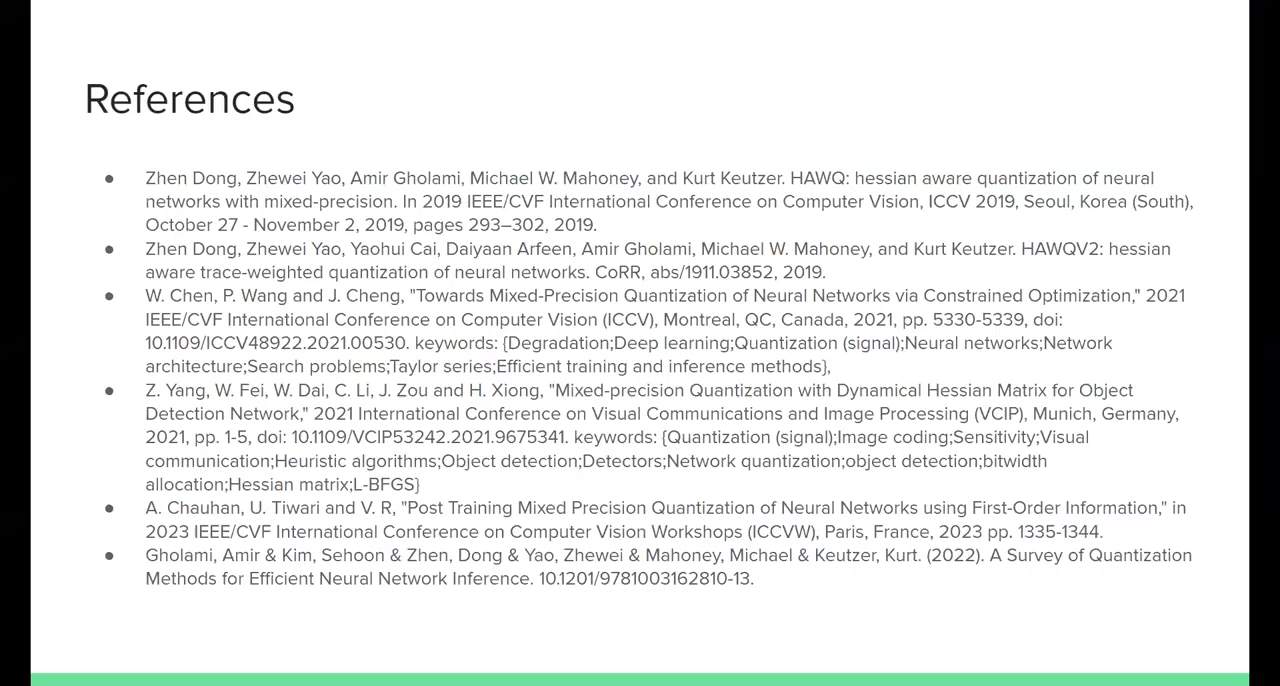 References
● Zhen Dong, Zhewei Yao, Amir Gholami, Michael W. Mahoney, and Kurt Keutzer. HAWQ: hessian aware quantization of neural
networks with mixed-precision. In 2019 IEEE/CVF International Conference on Computer Vision, ICCV 2019, Seoul, Korea (South),
October 27 - November 2, 2019, pages 293–302, 2019.
● Zhen Dong, Zhewei Yao, Yaohui Cai, Daiyaan Arfeen, Amir Gholami, Michael W. Mahoney, and Kurt Keutzer. HAWQV2: hessian
aware trace-weighted quantization of neural networks. CoRR, abs/1911.03852, 2019.
● W. Chen, P. Wang and J. Cheng, "Towards Mixed-Precision Quantization of Neural Networks via Constrained Optimization," 2021
IEEE/CVF International Conference on Computer Vision (ICCV), Montreal, QC, Canada, 2021, pp. 5330-5339, doi:
10.1109/ICCV48922.2021.00530. keywords: {Degradation;Deep learning;Quantization (signal);Neural networks;Network
architecture;Search problems;Taylor series;Efficient training and inference methods},
● Z. Yang, W. Fei, W. Dai, C. Li, J. Zou and H. Xiong, "Mixed-precision Quantization with Dynamical Hessian Matrix for Object
Detection Network," 2021 International Conference on Visual Communications and Image Processing (VCIP), Munich, Germany,
2021, pp. 1-5, doi: 10.1109/VCIP53242.2021.9675341. keywords: {Quantization (signal);Image coding;Sensitivity;Visual
communication;Heuristic algorithms;Object detection;Detectors;Network quantization;object detection;bitwidth
allocation;Hessian matrix;L-BFGS}
● A. Chauhan, U. Tiwari and V. R, "Post Training Mixed Precision Quantization of Neural Networks using First-Order Information," in
2023 IEEE/CVF International Conference on Computer Vision Workshops (ICCVW), Paris, France, 2023 pp. 1335-1344.
● Gholami, Amir & Kim, Sehoon & Zhen, Dong & Yao, Zhewei & Mahoney, Michael & Keutzer, Kurt. (2022). A Survey of Quantization
Methods for Efficient Neural Network Inference. 10.1201/9781003162810-13.